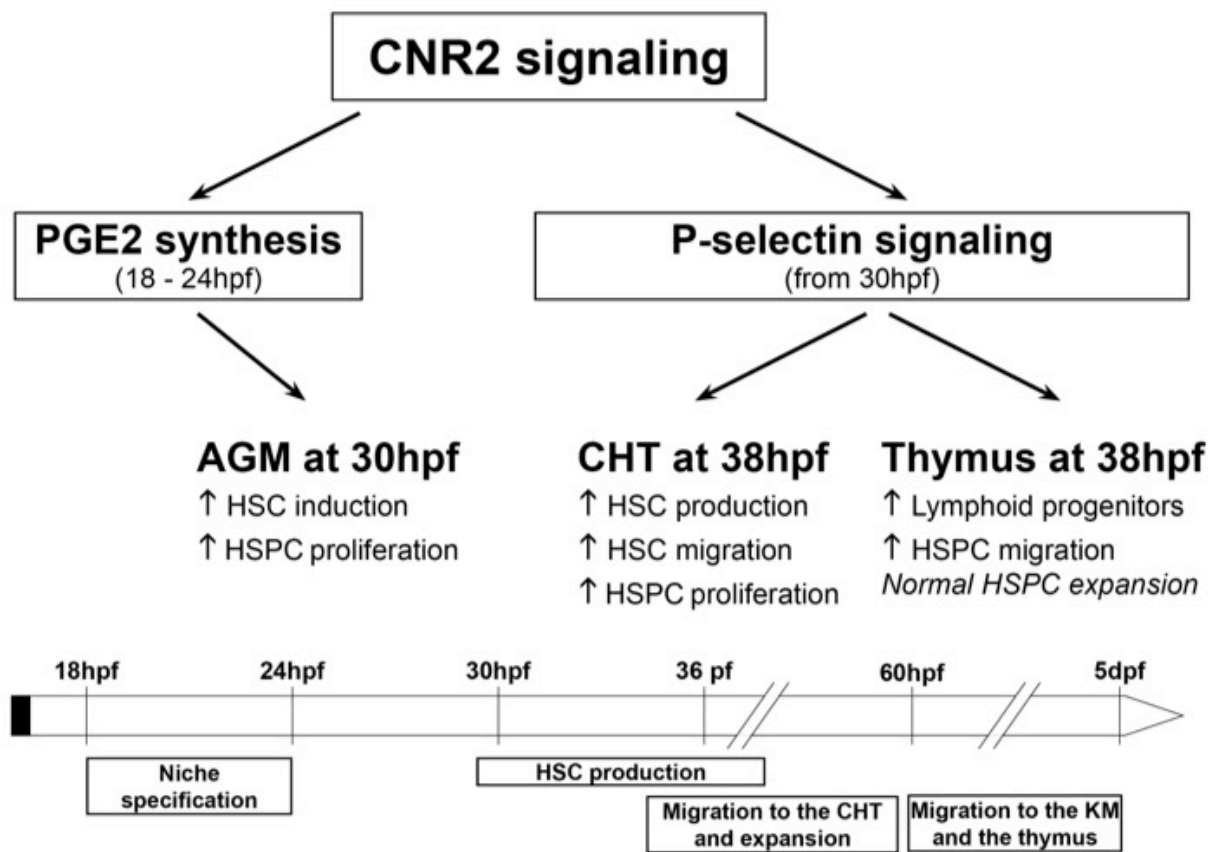 CNR2 signaling
PGE2 synthesis
(18 - 24hpf)
P-selectin signaling
(from 30hpf)
AGM at 30hpf
↑ HSC induction
↑ HSPC proliferation
CHT at 38hpf
↑ HSC production
↑ HSC migration
↑ HSPC proliferation
Thymus at 38hpf
↑ Lymphoid progenitors
↑ HSPC migration
Normal HSPC expansion
18hpf 24hpf 30hpf 36 pf 60hpf 5dpf
Niche
specification
HSC production
Migration to the CHT
and expansion
Migration to the KM
and the thymus